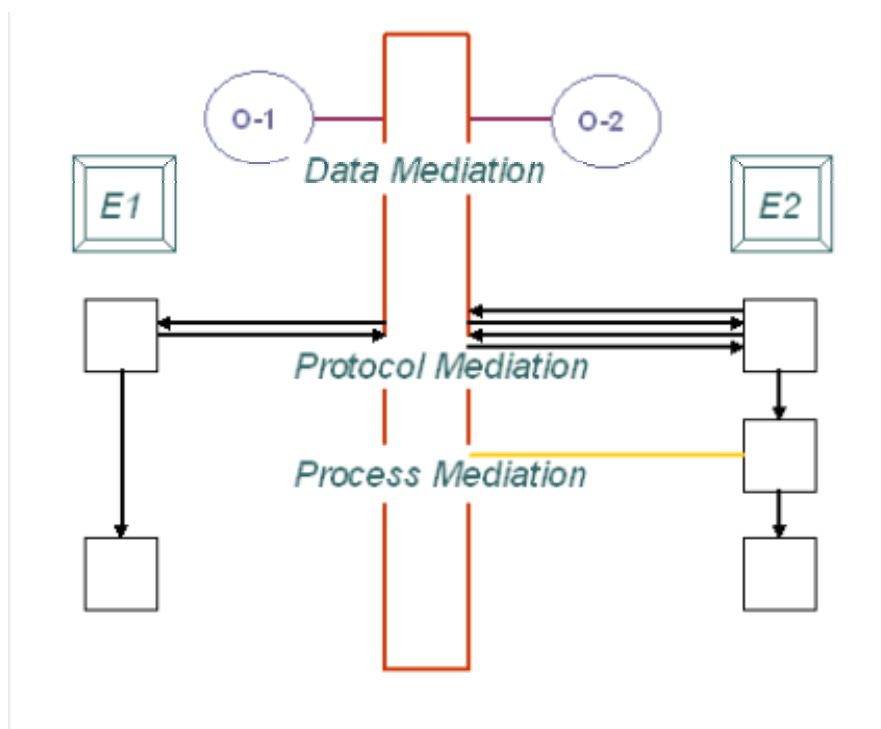 O-1
O-2
Data Mediation
E1
E2
Protocol Mediation
Process Mediation